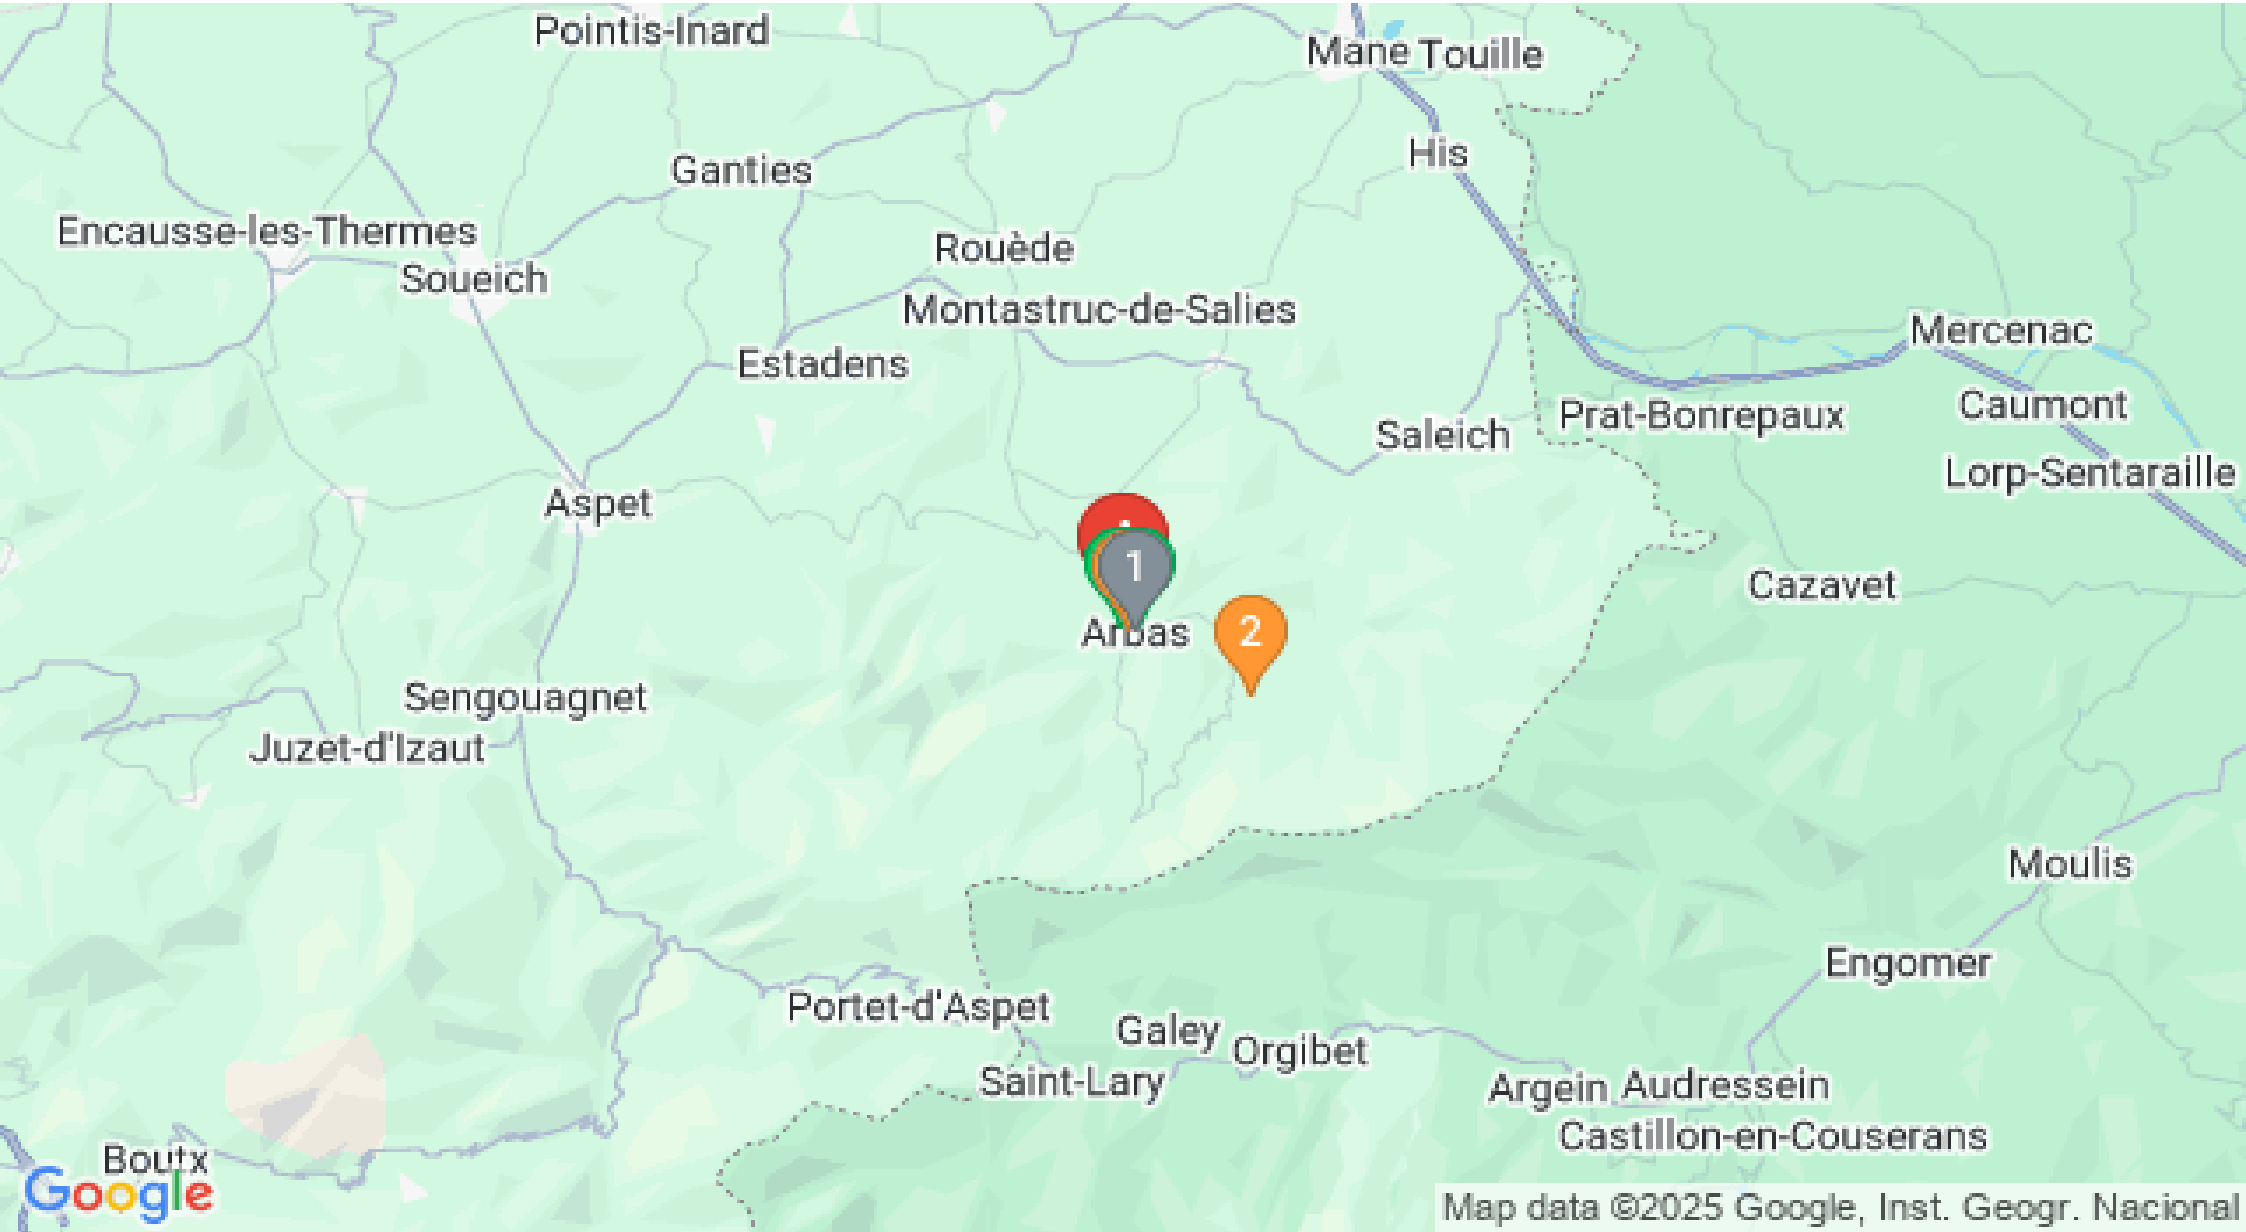 Pointis-Inard
Mane Touille
His
Ganties
Encausse-les-Thermes
Rouède
Soueich
Montastruc-de-Salies
Mercenac
Estadens
Caumont
Prat-Bonrepaux
Saleich
Lorp-Sentaraille
Aspet
1
Cazavet
Arbas
2
Sengouagnet
Juzet-d'Izaut
Moulis
Engomer
Portet-d'Aspet
Galey
Orgibet
Saint-Lary
Argein Audressein
Castillon-en-Couserans
Boutx
Google
Map data ©2025 Google, Inst. Geogr. Nacional